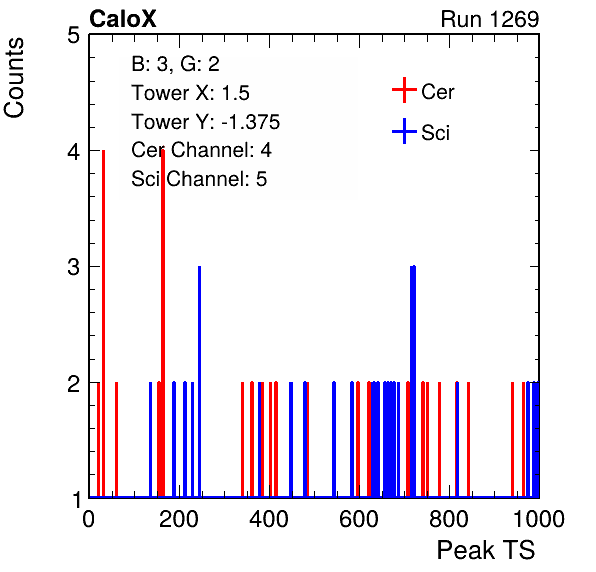 CaloX Run 1269
Counts
B: 3, G: 2
Tower X: 1.5
Tower Y: -1.375
Cer Channel: 4
Sci Channel: 5
Cer
Sci
5
4
3
2
1
0 200 400 600 800 1000
Peak TS